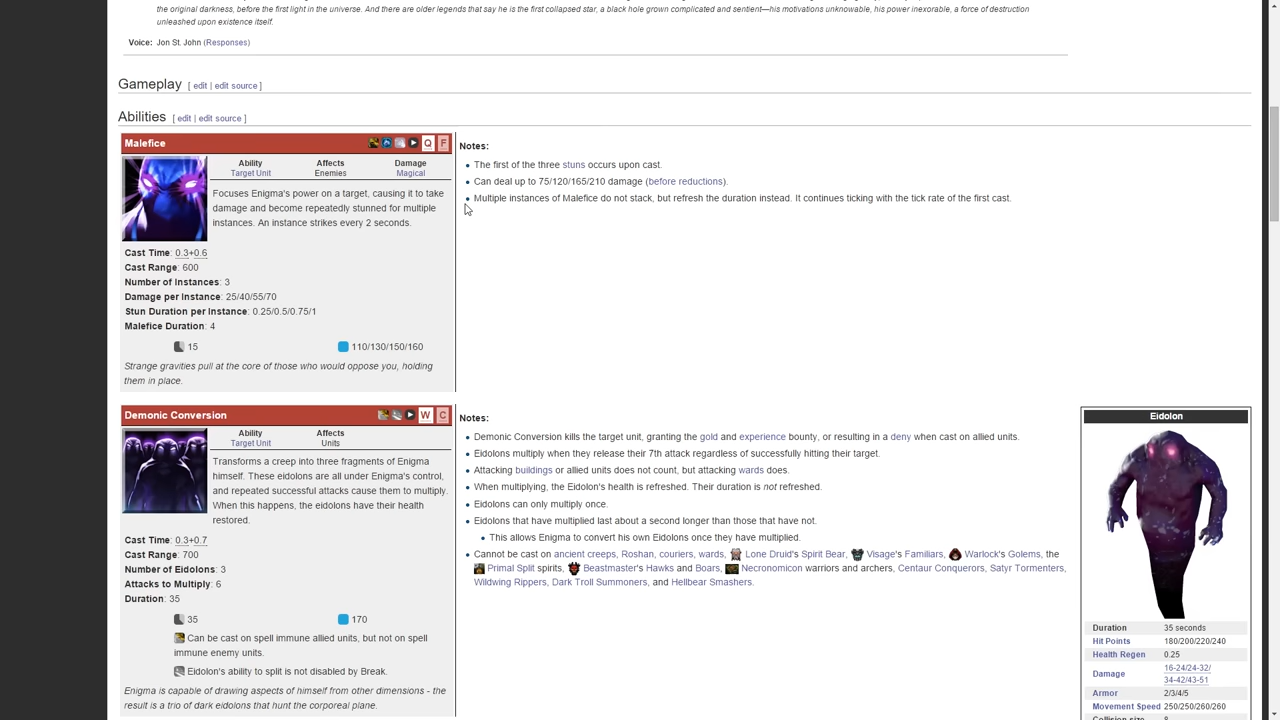 the original darkness, before the first light in the universe. And there are older legends that say he is the first collapsed star, a black hole grown complicated and sentient—his motivations unknowable, his power inexorable, a force of destruction
unleashed upon existence itself.
Voice: Jon St. John (Responses)
Gameplay [ edit | edit source ]
Abilities [ edit | edit source ]
Malefice Q F
Ability Affects Damage
Target Unit Enemies Magical
Focuses Enigma's power on a target, causing it to take
damage and become repeatedly stunned for multiple
instances. An instance strikes every 2 seconds.
Cast Time: 0.3+0.6
Cast Range: 600
Number of Instances: 3
Damage per Instance: 25/40/55/70
Stun Duration per Instance: 0.25/0.5/0.75/1
Malefice Duration: 4
15 110/130/150/160
Strange gravities pull at the core of those who would oppose you, holding
them in place.
Notes:
The first of the three stuns occurs upon cast.
Can deal up to 75/120/165/210 damage (before reductions).
Multiple instances of Malefice do not stack, but refresh the duration instead. It continues ticking with the tick rate of the first cast.
Demonic Conversion W C
Ability Affects
Target Unit Units
Transforms a creep into three fragments of Enigma
himself. These eidolons are all under Enigma's control,
and repeated successful attacks cause them to multiply.
When this happens, the eidolons have their health
restored.
Cast Time: 0.3+0.7
Cast Range: 700
Number of Eidolons: 3
Attacks to Multiply: 6
Duration: 35
35 170
Can be cast on spell immune allied units, but not on spell
immune enemy units.
Eidolon's ability to split is not disabled by Break.
Enigma is capable of drawing aspects of himself from other dimensions - the
result is a trio of dark eidolons that hunt the corporeal plane.
Notes:
Demonic Conversion kills the target unit, granting the gold and experience bounty, or resulting in a deny when cast on allied units.
Eidolons multiply when they release their 7th attack regardless of successfully hitting their target.
Attacking buildings or allied units does not count, but attacking wards does.
When multiplying, the Eidolon's health is refreshed. Their duration is not refreshed.
Eidolons can only multiply once.
Eidolons that have multiplied last about a second longer than those that have not.
This allows Enigma to convert his own Eidolons once they have multiplied.
Cannot be cast on ancient creeps, Roshan, couriers, wards, Lone Druid's Spirit Bear, Visage's Familiars, Warlock's Golems, the
Primal Split spirits, Beastmaster's Hawks and Boars, Necronomicon warriors and archers, Centaur Conquerors, Satyr Tormenters,
Wildwing Rippers, Dark Troll Summoners, and Hellbear Smashers.
Eidolon
Duration 35 seconds
Hit Points 180/200/220/240
Health Regen 0.25
Damage 16-24/24-32/
34-42/43-51
Armor 2/3/4/5
Movement Speed 250/250/260/260
Collision size 8